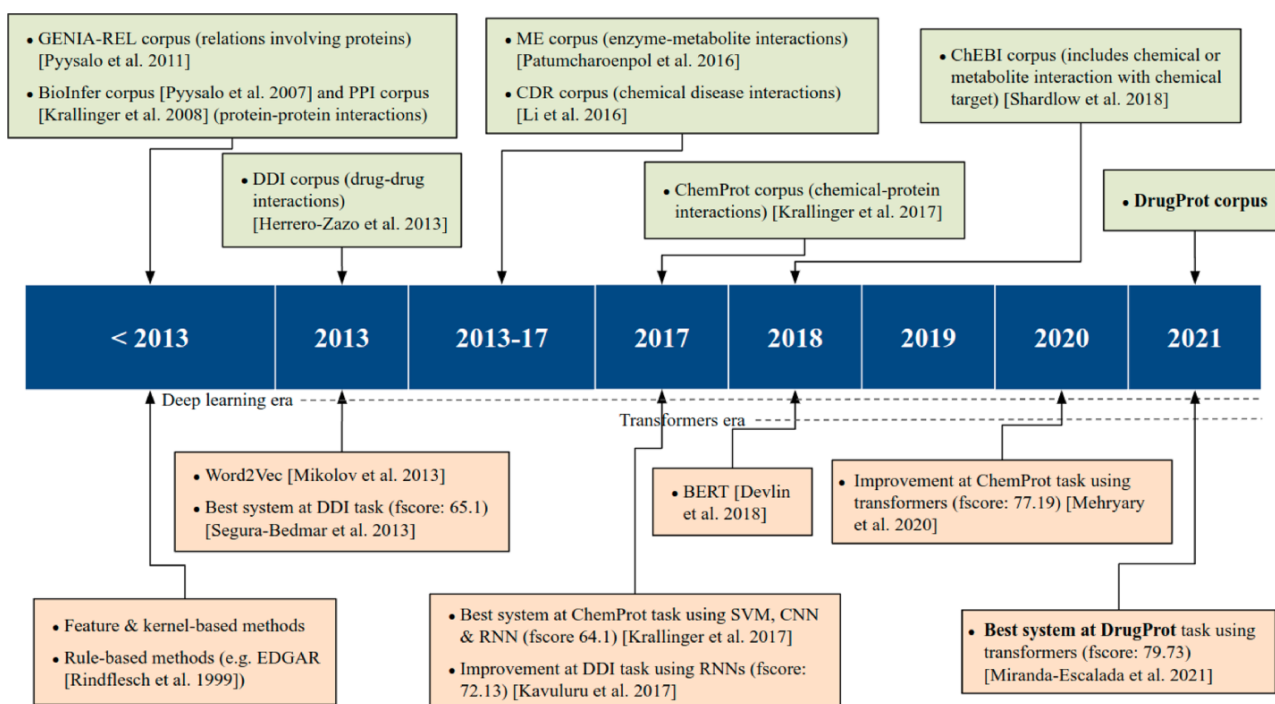 • GENIA-REL corpus (relations involving proteins)
[Pyysalo et al. 2011]
• BioInfer corpus [Pyysalo et al. 2007] and PPI corpus
[Krallinger et al. 2008] (protein-protein interactions)
• ME corpus (enzyme-metabolite interactions)
[Patumcharoenpol et al. 2016]
• CDR corpus (chemical disease interactions)
[Li et al. 2016]
• ChEBI corpus (includes chemical or
metabolite interaction with chemical
target) [Shardlow et al. 2018]
• DDI corpus (drug-drug
interactions)
[Herrero-Zazo et al. 2013]
• ChemProt corpus (chemical-protein
interactions) [Krallinger et al. 2017]
• DrugProt corpus
< 2013
2013
2013-17
2017
2018
2019
2020
2021
Deep learning era
Transformers era
• Word2Vec [Mikolov et al. 2013]
• Best system at DDI task (fscore: 65.1)
[Segura-Bedmar et al. 2013]
• BERT [Devlin
et al. 2018]
• Improvement at ChemProt task using
transformers (fscore: 77.19) [Mehryary
et al. 2020]
• Feature & kernel-based methods
• Rule-based methods (e.g. EDGAR
[Rindflesch et al. 1999])
• Best system at ChemProt task using SVM, CNN
& RNN (fscore 64.1) [Krallinger et al. 2017]
• Improvement at DDI task using RNNs (fscore:
72.13) [Kavuluru et al. 2017]
• Best system at DrugProt task using
transformers (fscore: 79.73)
[Miranda-Escalada et al. 2021]